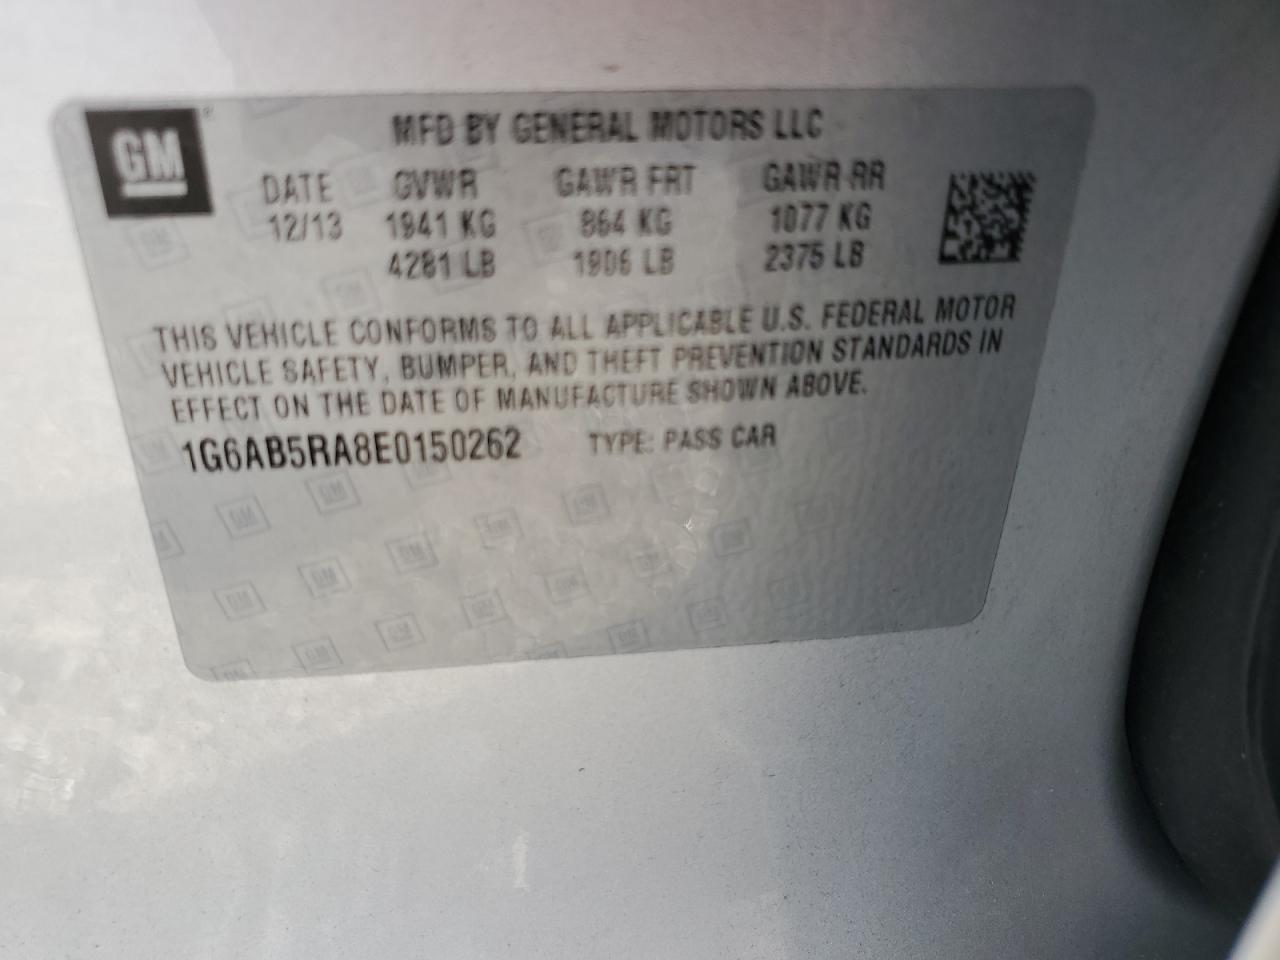 GM
MFD BY GENERAL MOTORS LLC
DATE GVWR GAWR FRT GAWR RR
12/13 1941 KG 864 KG 1077 KG
4281 LB 1906 LB 2375 LB
THIS VEHICLE CONFORMS TO ALL APPLICABLE U.S. FEDERAL MOTOR
VEHICLE SAFETY, BUMPER, AND THEFT PREVENTION STANDARDS IN
EFFECT ON THE DATE OF MANUFACTURE SHOWN ABOVE.
1G6AB5RA8E0150262 TYPE: PASS CAR